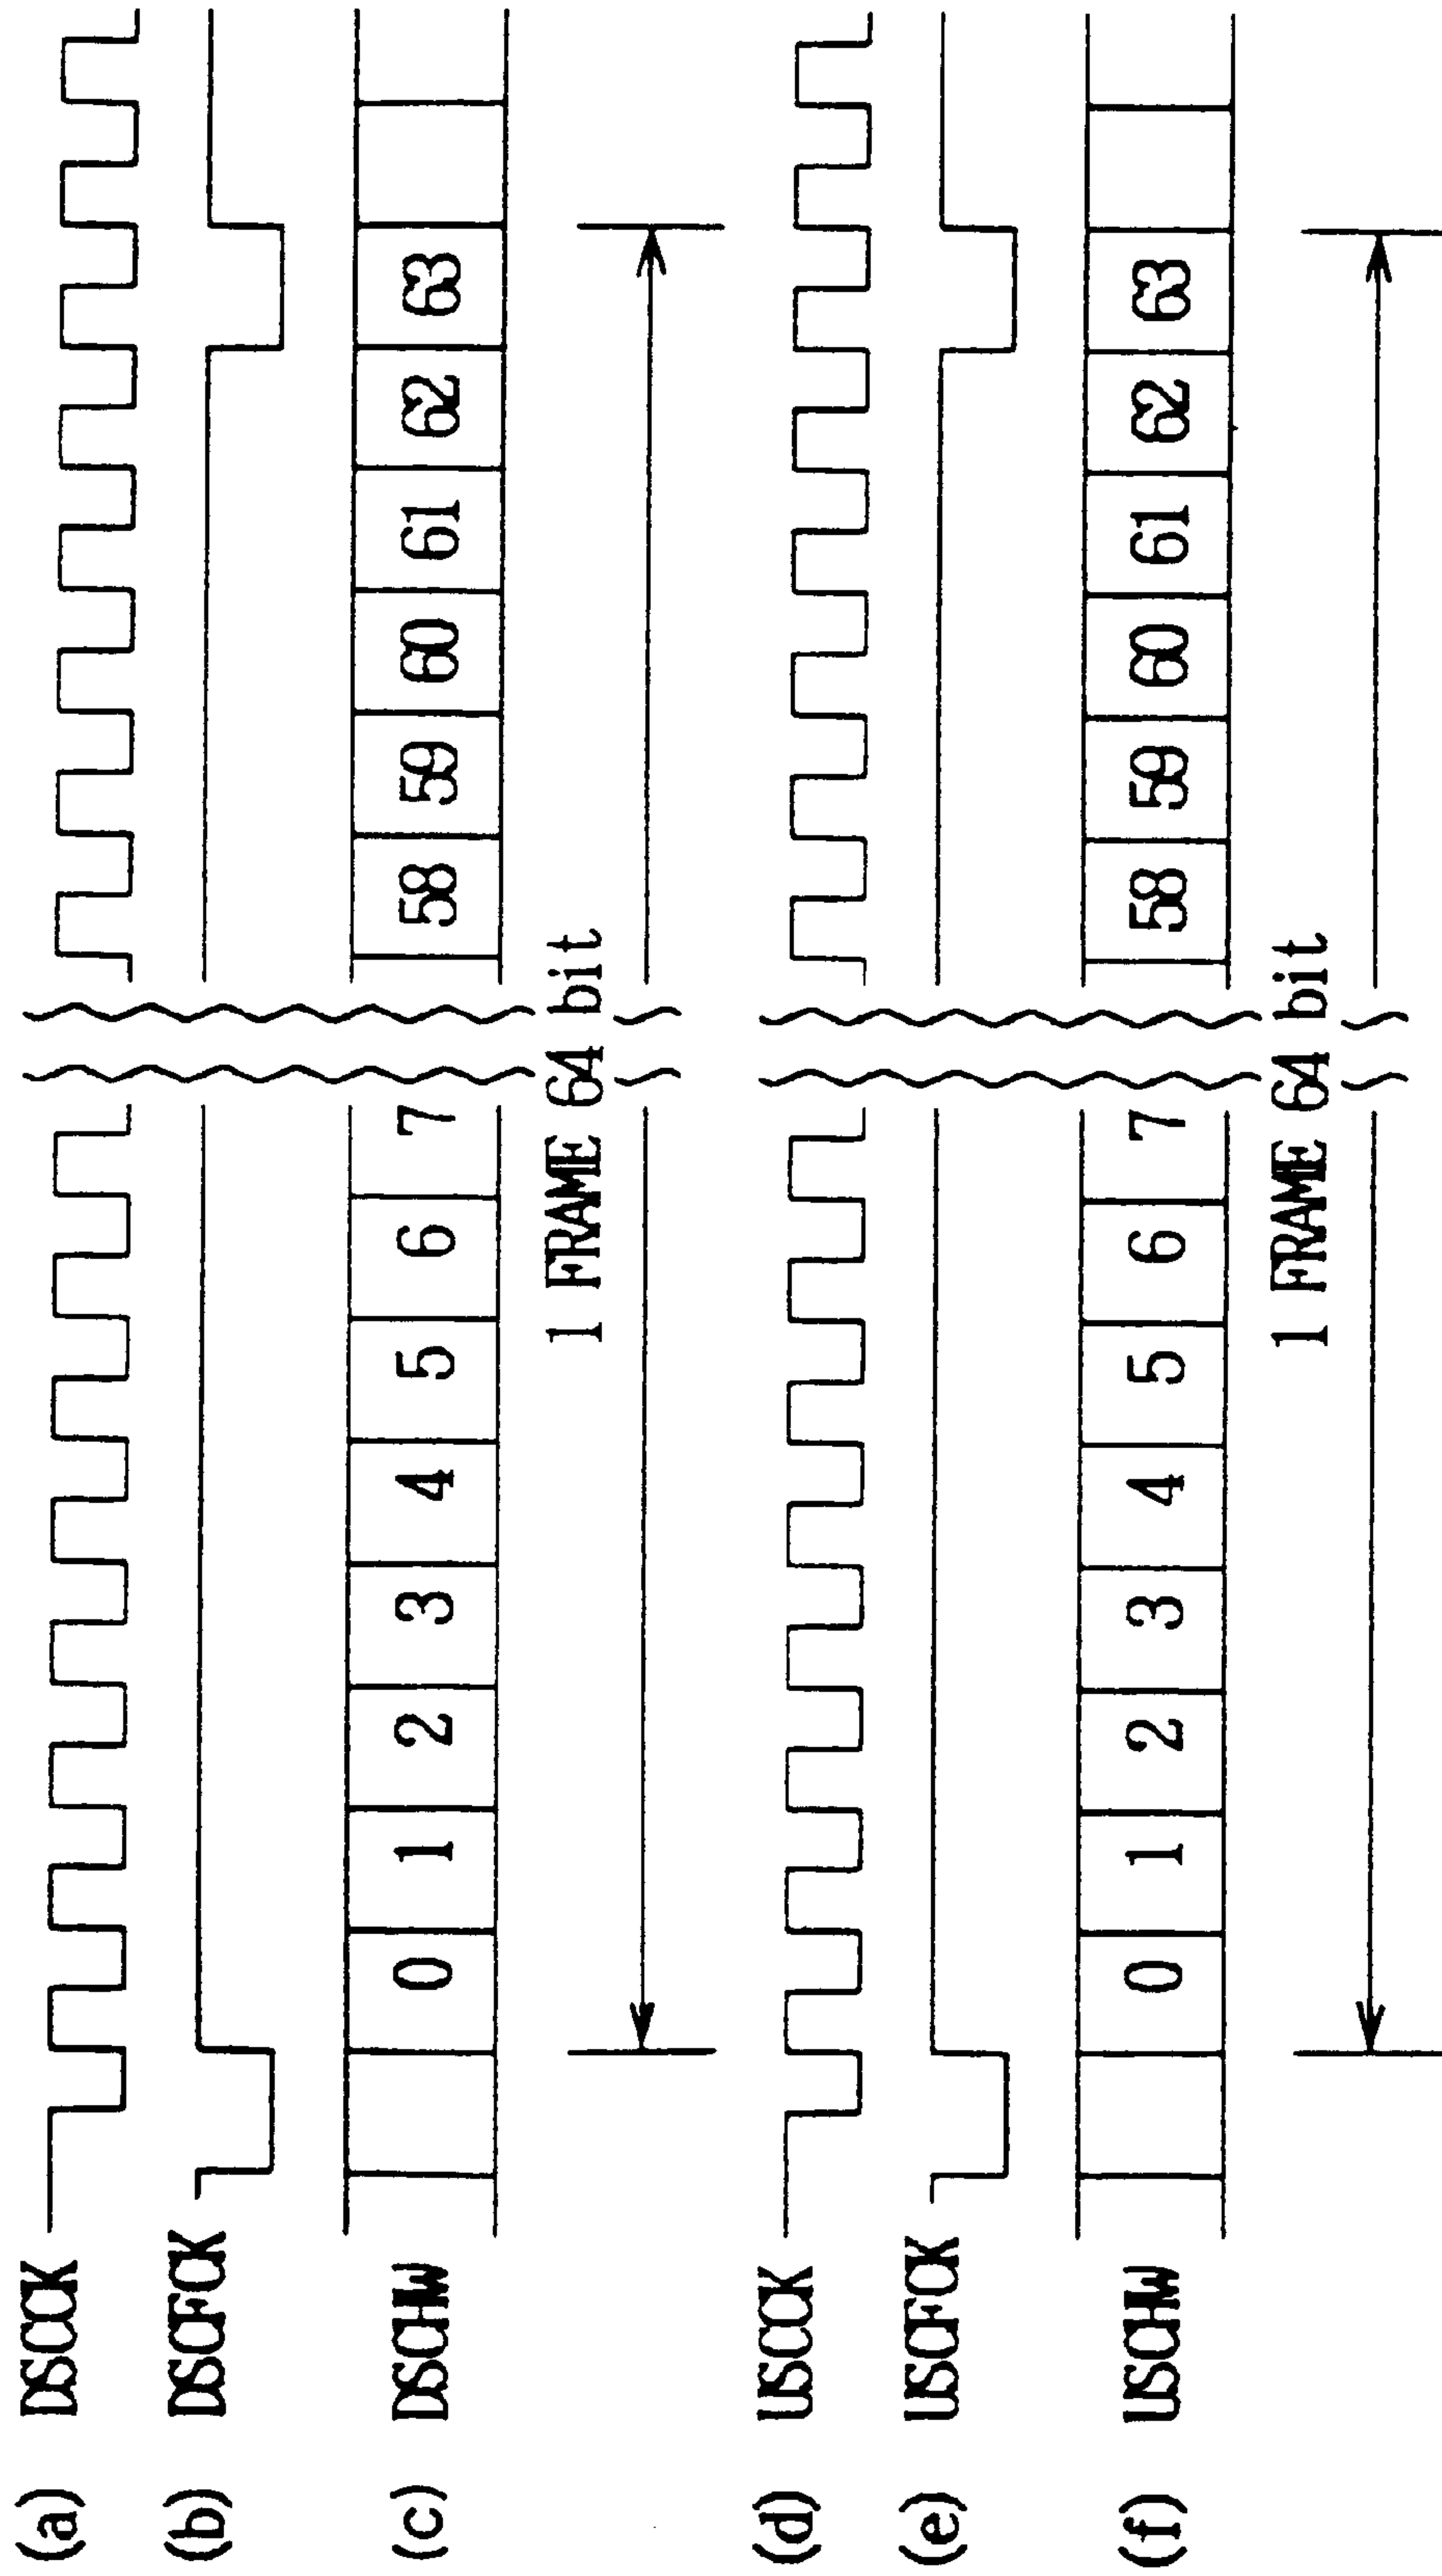 (a) DSCCK
(b) DSCFCK
(c) DSCHW 0 1 2 3 4 5 6 7 58 59 60 61 62 63
1 FRAME 64 bit
(d) USCCK
(e) USCFCK
(f) USCHW 0 1 2 3 4 5 6 7 58 59 60 61 62 63
1 FRAME 64 bit